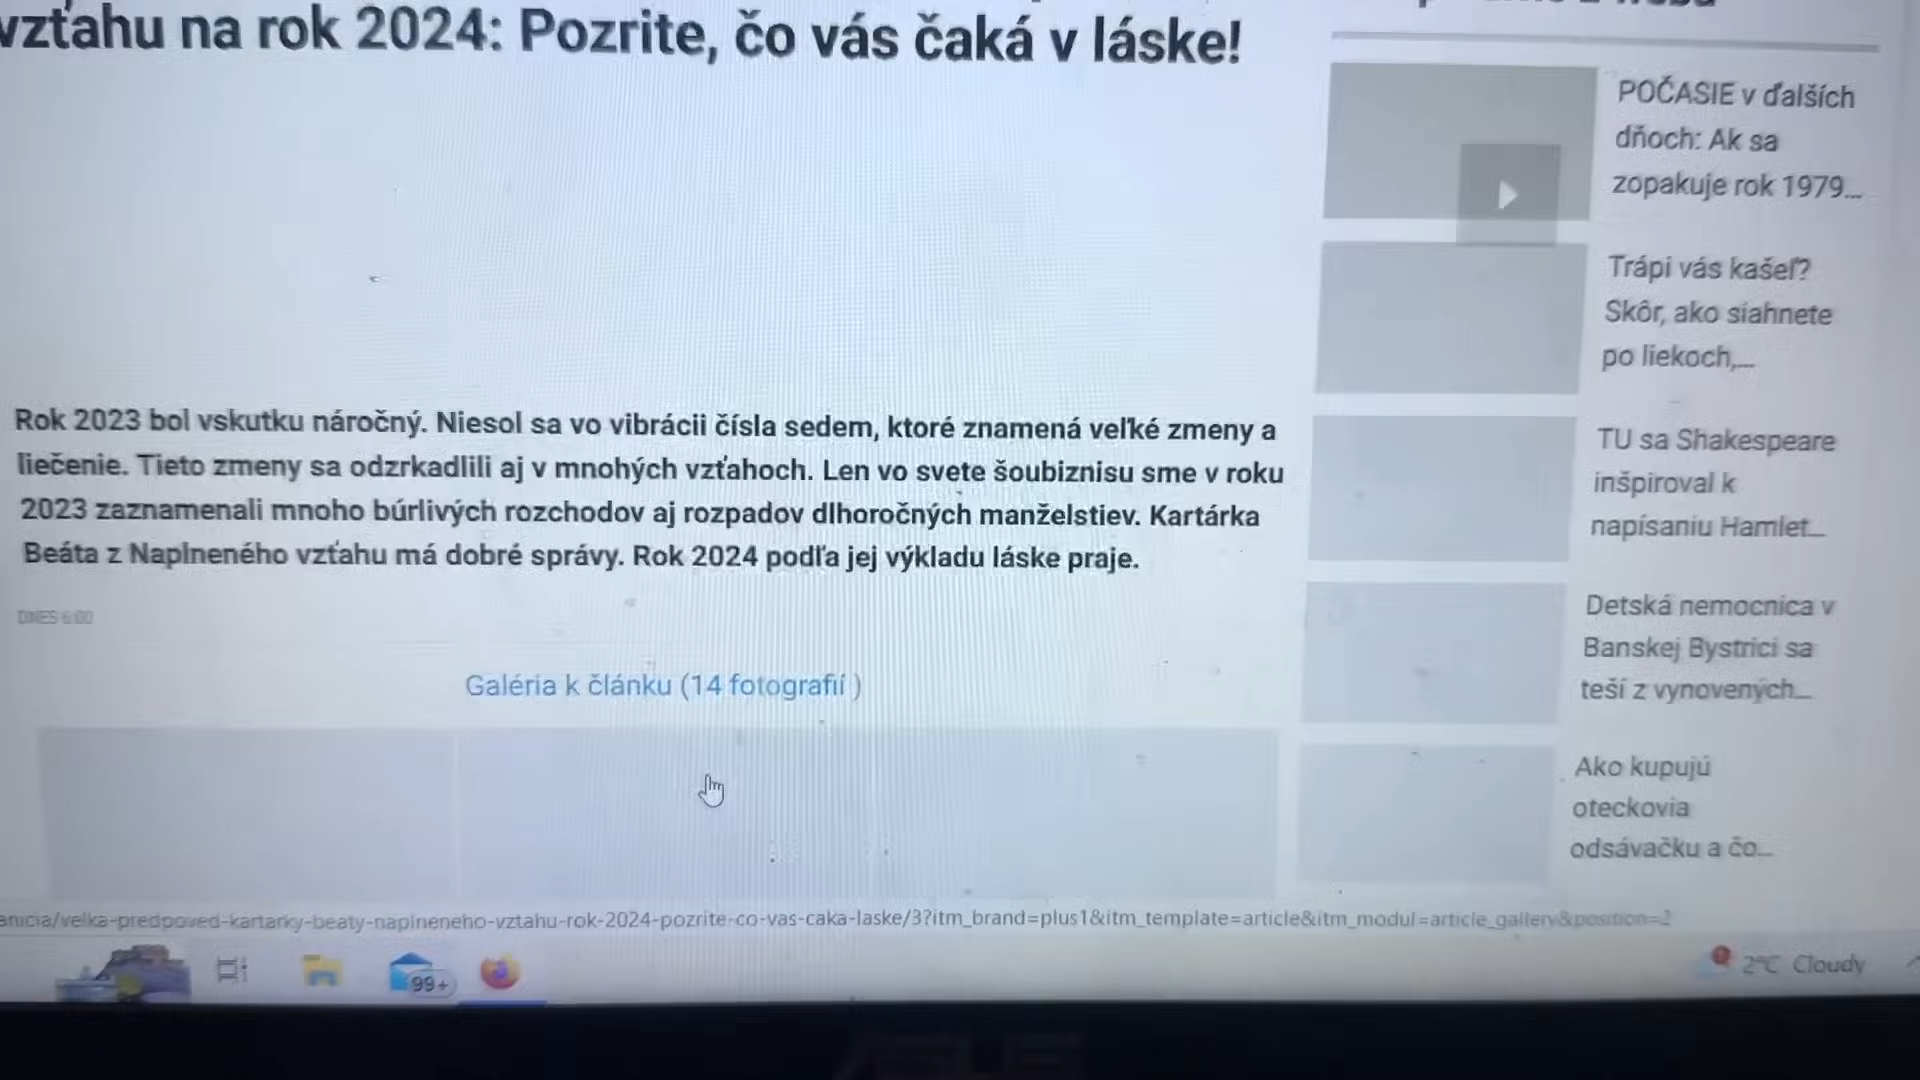 vzťahu na rok 2024: Pozrite, čo vás čaká v láske!
Rok 2023 bol vskutku náročný. Niesol sa vo vibrácii čísla sedem, ktoré znamená veľké zmeny a
liečenie. Tieto zmeny sa odzrkadlili aj v mnohých vzťahoch. Len vo svete šoubiznisu sme v roku
2023 zaznamenali mnoho búrlivých rozchodov aj rozpadov dlhoročných manželstiev. Kartárka
Beáta z Naplneného vzťahu má dobré správy. Rok 2024 podľa jej výkladu láske praje.
DNES 6:00
Galéria k článku (14 fotografií )
POČASIE v ďalších
dňoch: Ak sa
zopakuje rok 1979...
Trápi vás kašeľ?
Skôr, ako siahnete
po liekoch,...
TU sa Shakespeare
inšpiroval k
napísaniu Hamlet...
Detská nemocnica v
Banskej Bystrici sa
teší z vynovených...
Ako kupujú
oteckovia
odsávačku a čo...
anicia/velka-predpoved-kartarky-beaty-naplneneho-vztahu-rok-2024-pozrite-co-vas-caka-laske/3?itm_brand=plus1&itm_template=article&itm_modul=article_gallery&position=2
99+
2°C Cloudy
ASUS